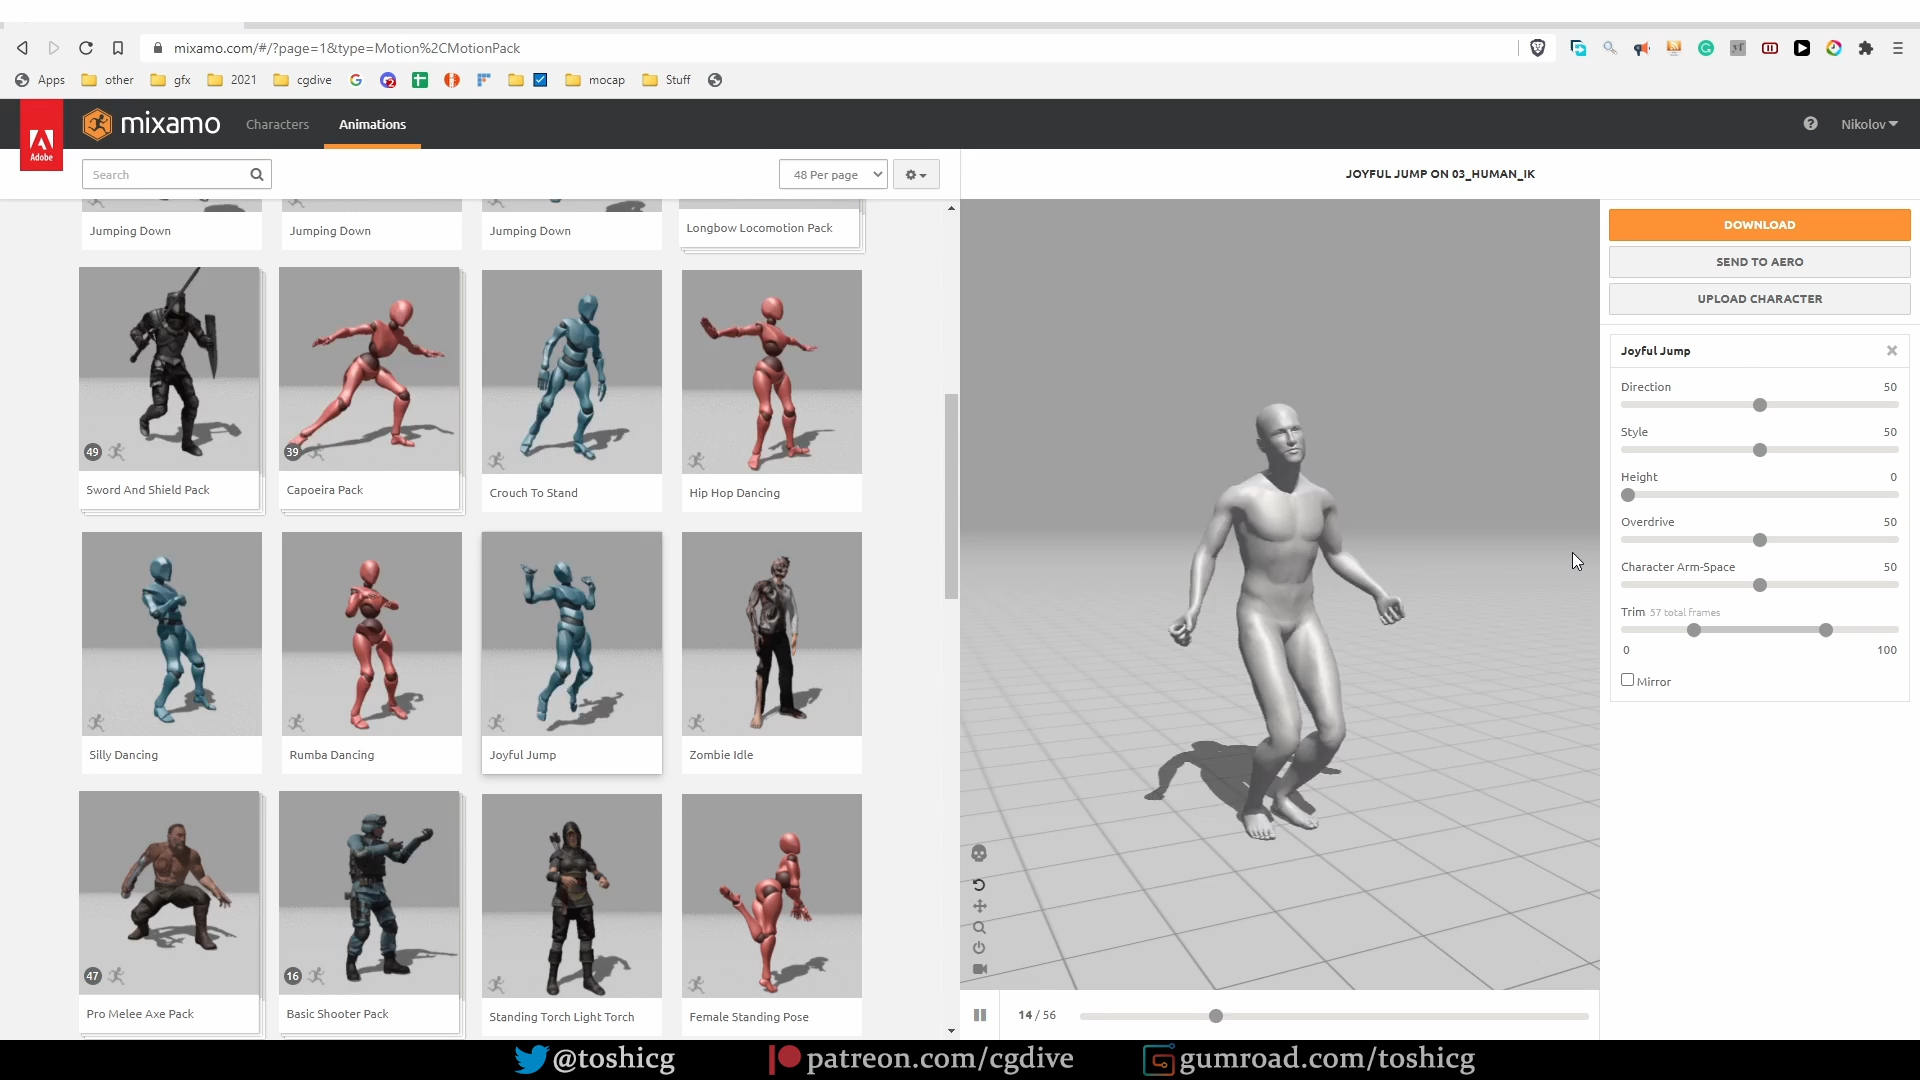 mixamo.com/#/?page=1&type=Motion%2CMotionPack
Apps
other
gfx
2021
cgdive
mocap
Stuff
Adobe
mixamo
Characters
Animations
Nikolov
Search
48 Per page
JOYFUL JUMP ON 03_HUMAN_IK
Jumping Down
Jumping Down
Jumping Down
Longbow Locomotion Pack
49
Sword And Shield Pack
39
Capoeira Pack
Crouch To Stand
Hip Hop Dancing
Silly Dancing
Rumba Dancing
Joyful Jump
Zombie Idle
47
Pro Melee Axe Pack
16
Basic Shooter Pack
Standing Torch Light Torch
Female Standing Pose
14 / 56
DOWNLOAD
SEND TO AERO
UPLOAD CHARACTER
Joyful Jump
Direction 50
Style 50
Height 0
Overdrive 50
Character Arm-Space 50
Trim 57 total frames
0 100
Mirror
@toshicg
patreon.com/cgdive
gumroad.com/toshicg